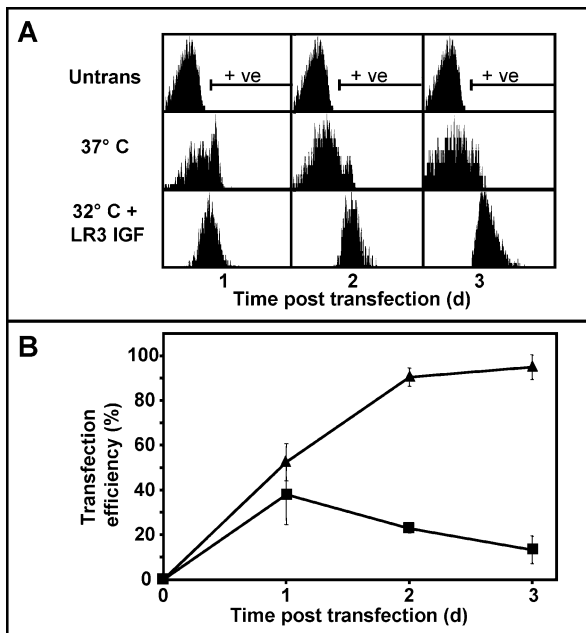 A
Untrans
+ ve
+ ve
+ ve
37° C
32° C +
LR3 IGF
1
2
3
Time post transfection (d)
B
Transfection
efficiency (%)
100
80
60
40
20
0
0
1
2
3
Time post transfection (d)